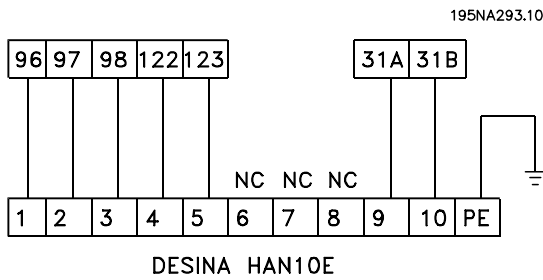 195NA293.10
96 97 98 122 123 31A 31B
NC NC NC
1 2 3 4 5 6 7 8 9 10 PE
DESINA HAN10E